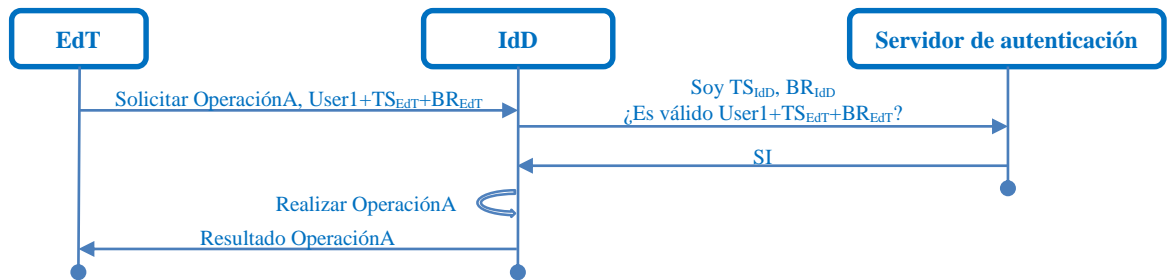 EdT
IdD
Servidor de autenticación
Solicitar OperaciónA, User1+TSEdT+BREdT
Soy TSIdD, BRIdD
¿Es válido User1+TSEdT+BREdT?
SI
Realizar OperaciónA
Resultado OperaciónA